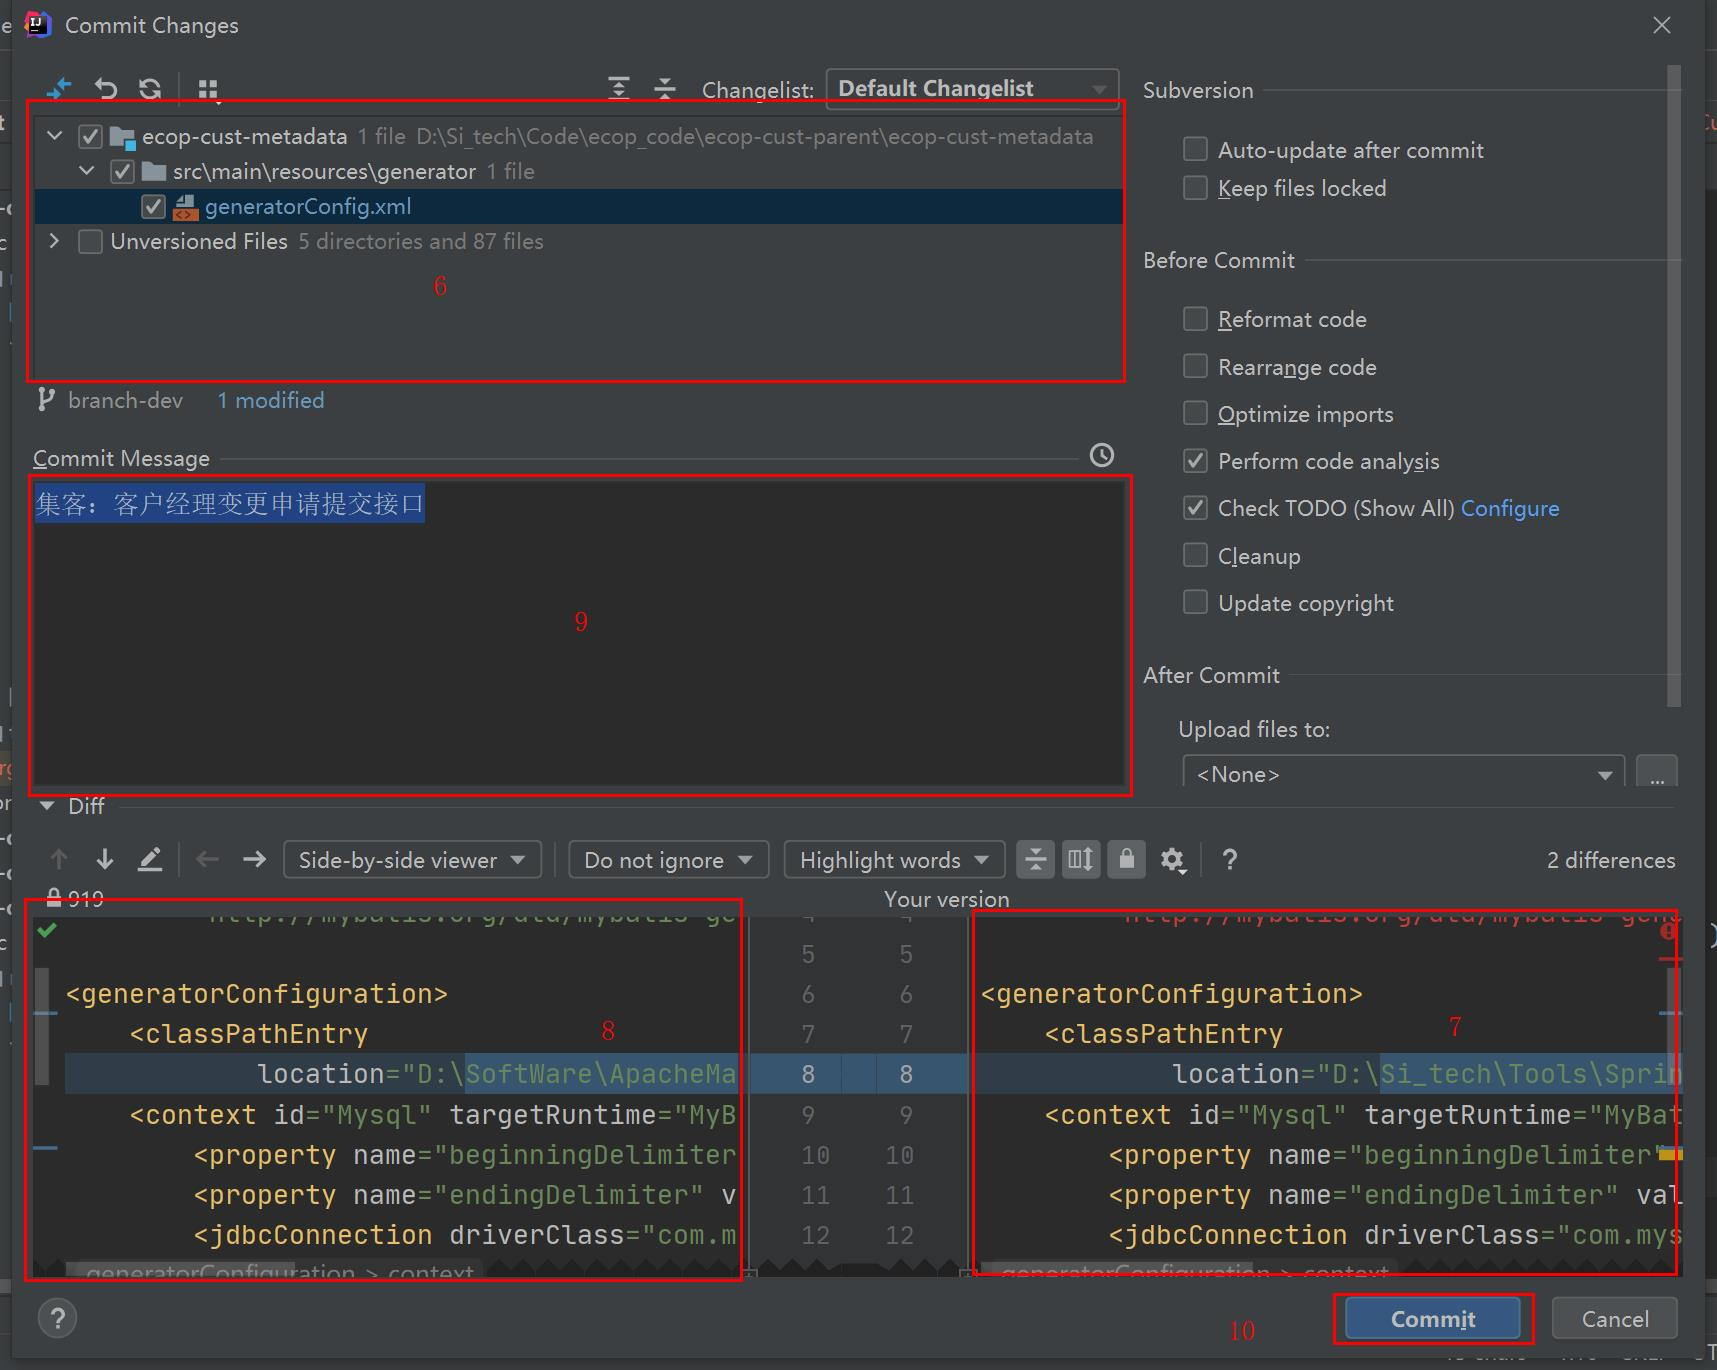 Commit Changes
Changelist: Default Changelist
ecop-cust-metadata 1 file D:\Si_tech\Code\ecop_code\ecop-cust-parent\ecop-cust-metadata
src\main\resources\generator 1 file
generatorConfig.xml
Unversioned Files 5 directories and 87 files
6
branch-dev 1 modified
Commit Message
集客：客户经理变更申请提交接口
9
Subversion
Auto-update after commit
Keep files locked
Before Commit
Reformat code
Rearrange code
Optimize imports
Perform code analysis
Check TODO (Show All) Configure
Cleanup
Update copyright
After Commit
Upload files to:
<None> ...
Diff
Side-by-side viewer Do not ignore Highlight words ? 2 differences
919 Your version
5 5
<generatorConfiguration> 6 6 <generatorConfiguration>
<classPathEntry 8 7 7 <classPathEntry 7
location="D:\SoftWare\ApacheMa 8 8 location="D:\Si_tech\Tools\Sprin
<context id="Mysql" targetRuntime="MyB 9 9 <context id="Mysql" targetRuntime="MyBat
<property name="beginningDelimiter 10 10 <property name="beginningDelimiter"
<property name="endingDelimiter" v 11 11 <property name="endingDelimiter" val
<jdbcConnection driverClass="com.m 12 12 <jdbcConnection driverClass="com.mys
generatorConfiguration > context generatorConfiguration > context
? 10 Commit Cancel